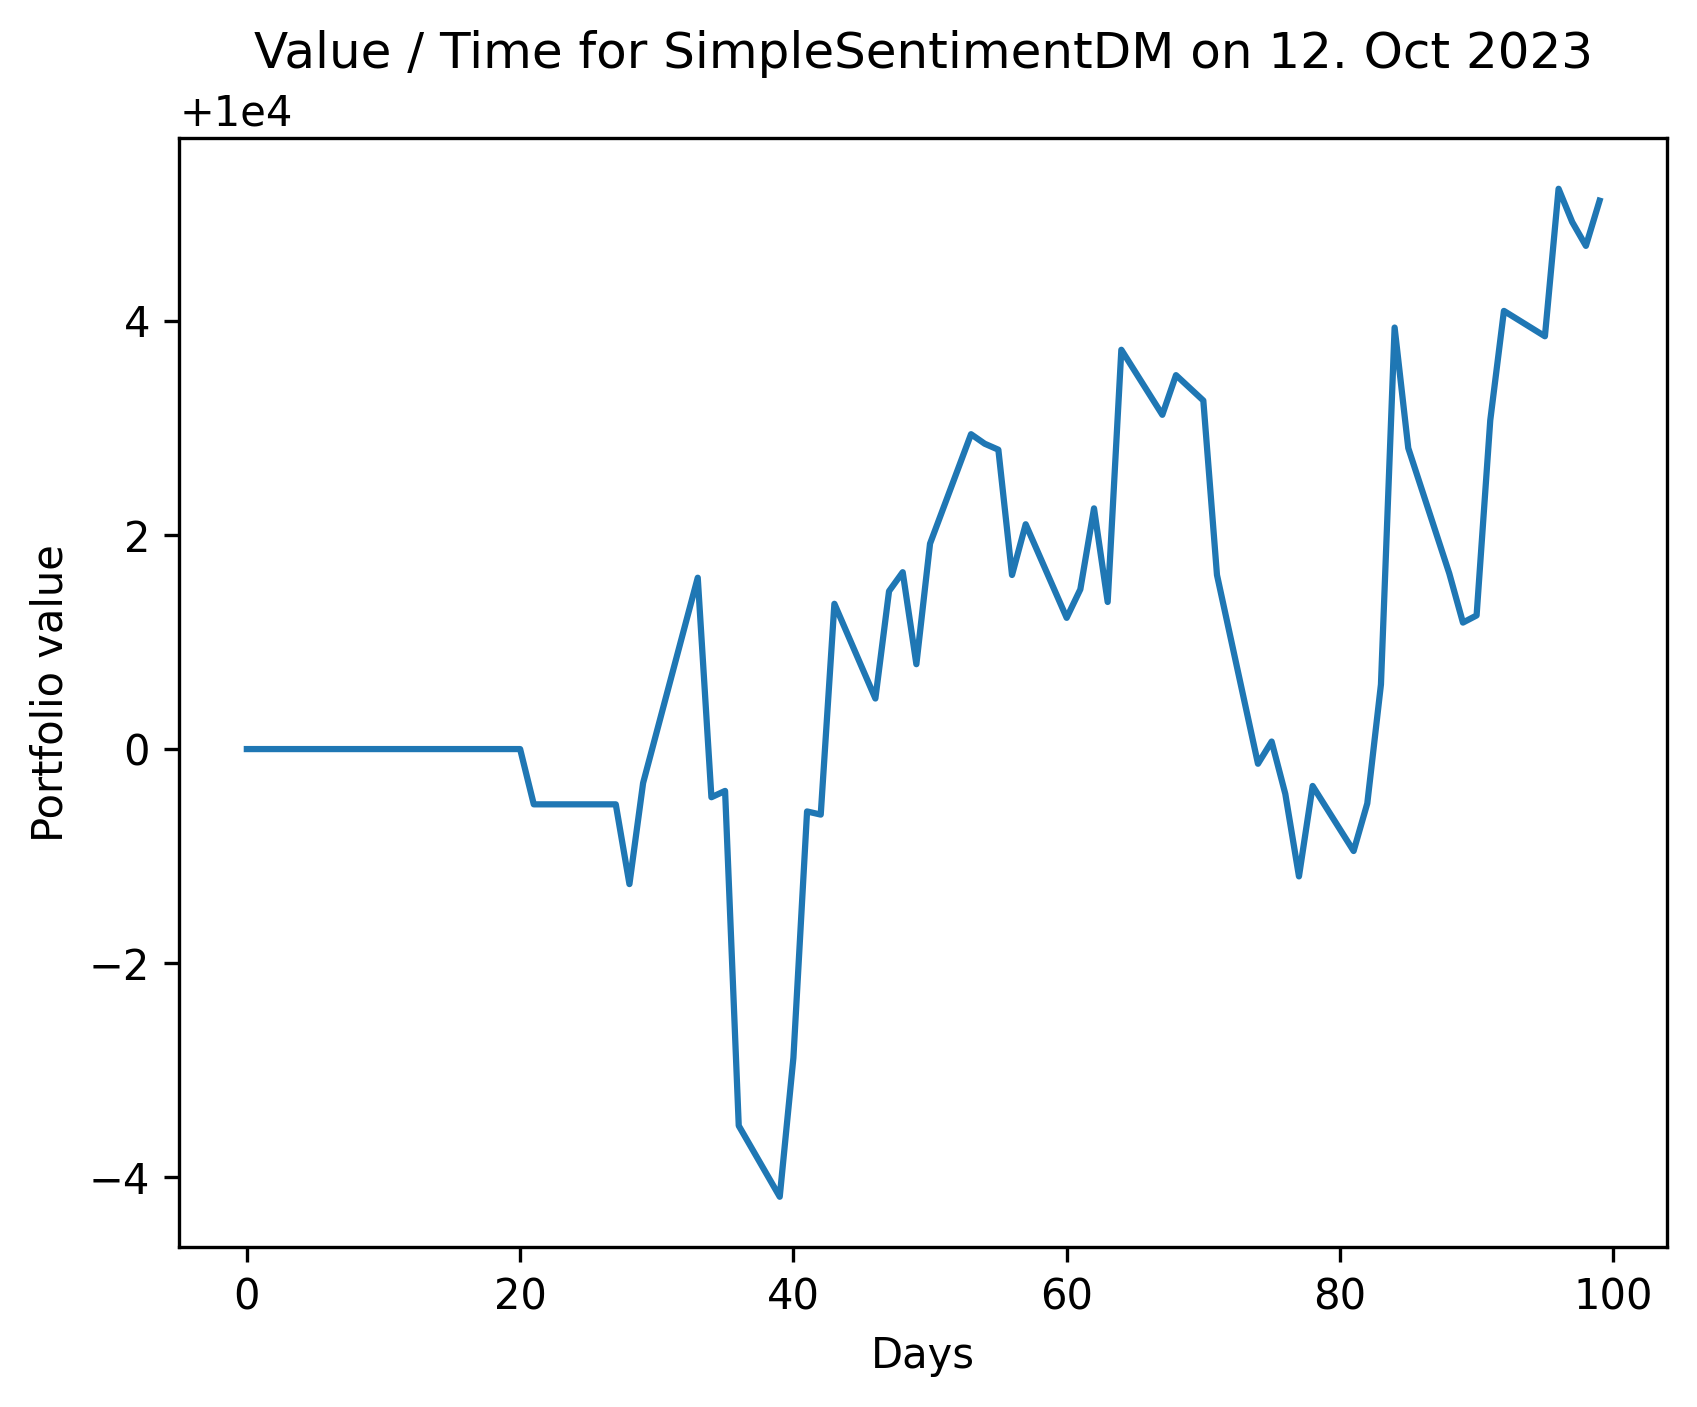 Value / Time for SimpleSentimentDM on 12. Oct 2023
+1e4
4
2
0
−2
−4
Portfolio value
0 20 40 60 80 100
Days